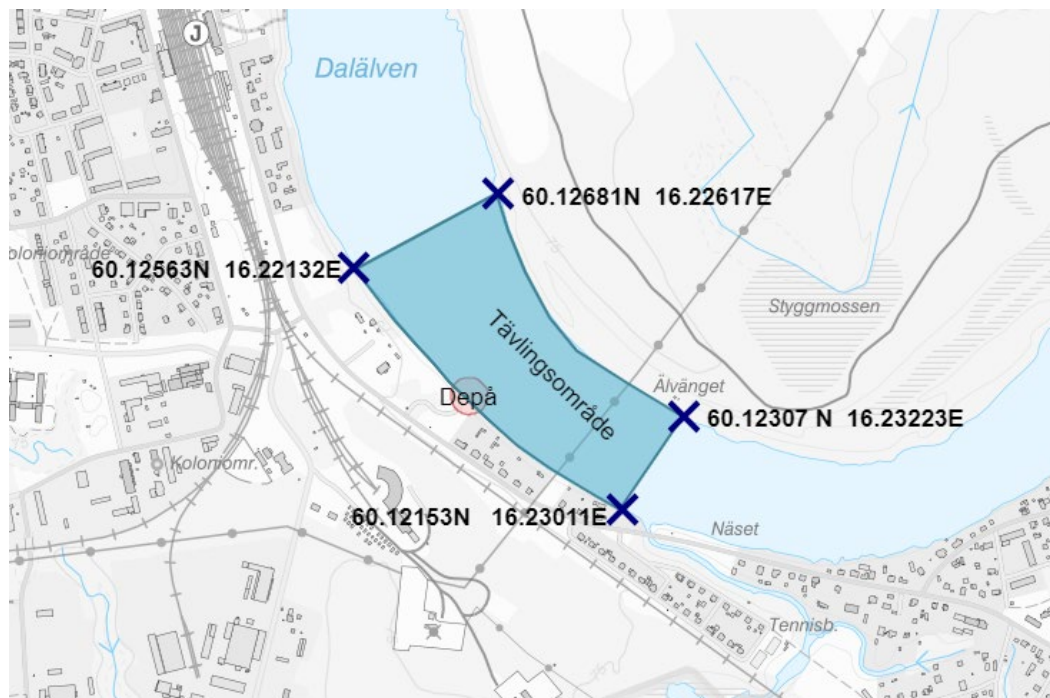 J
Dalälven
60.12681N 16.22617E
oloniområde
60.12563N 16.22132E
Styggmossen
Tävlingsområde
Älvänget
Depå
60.12307 N 16.23223E
Koloniomr.
60.12153N 16.23011E
Näset
Tennisb.